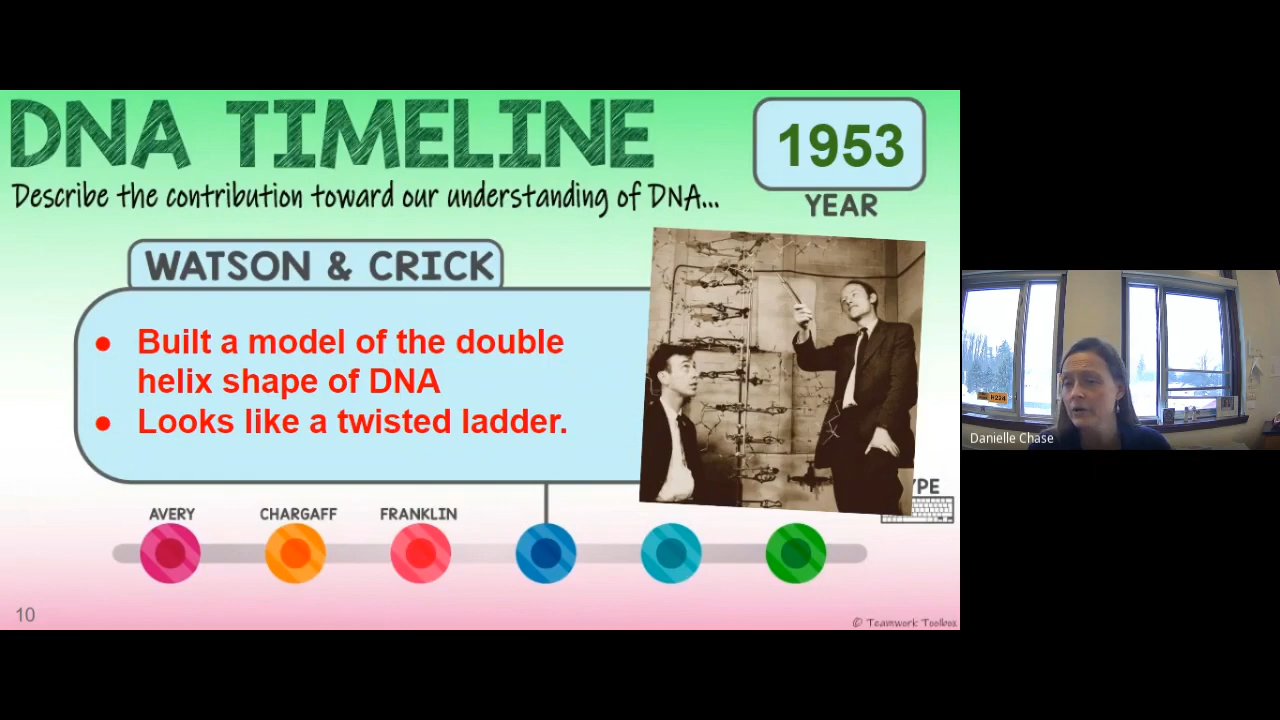 DNA TIMELINE
1953
Describe the contribution toward our understanding of DNA...
YEAR
WATSON & CRICK
● Built a model of the double
helix shape of DNA
● Looks like a twisted ladder.
AVERY
CHARGAFF
FRANKLIN
YPE
10
© Teamwork Toolbox
H224
Danielle Chase